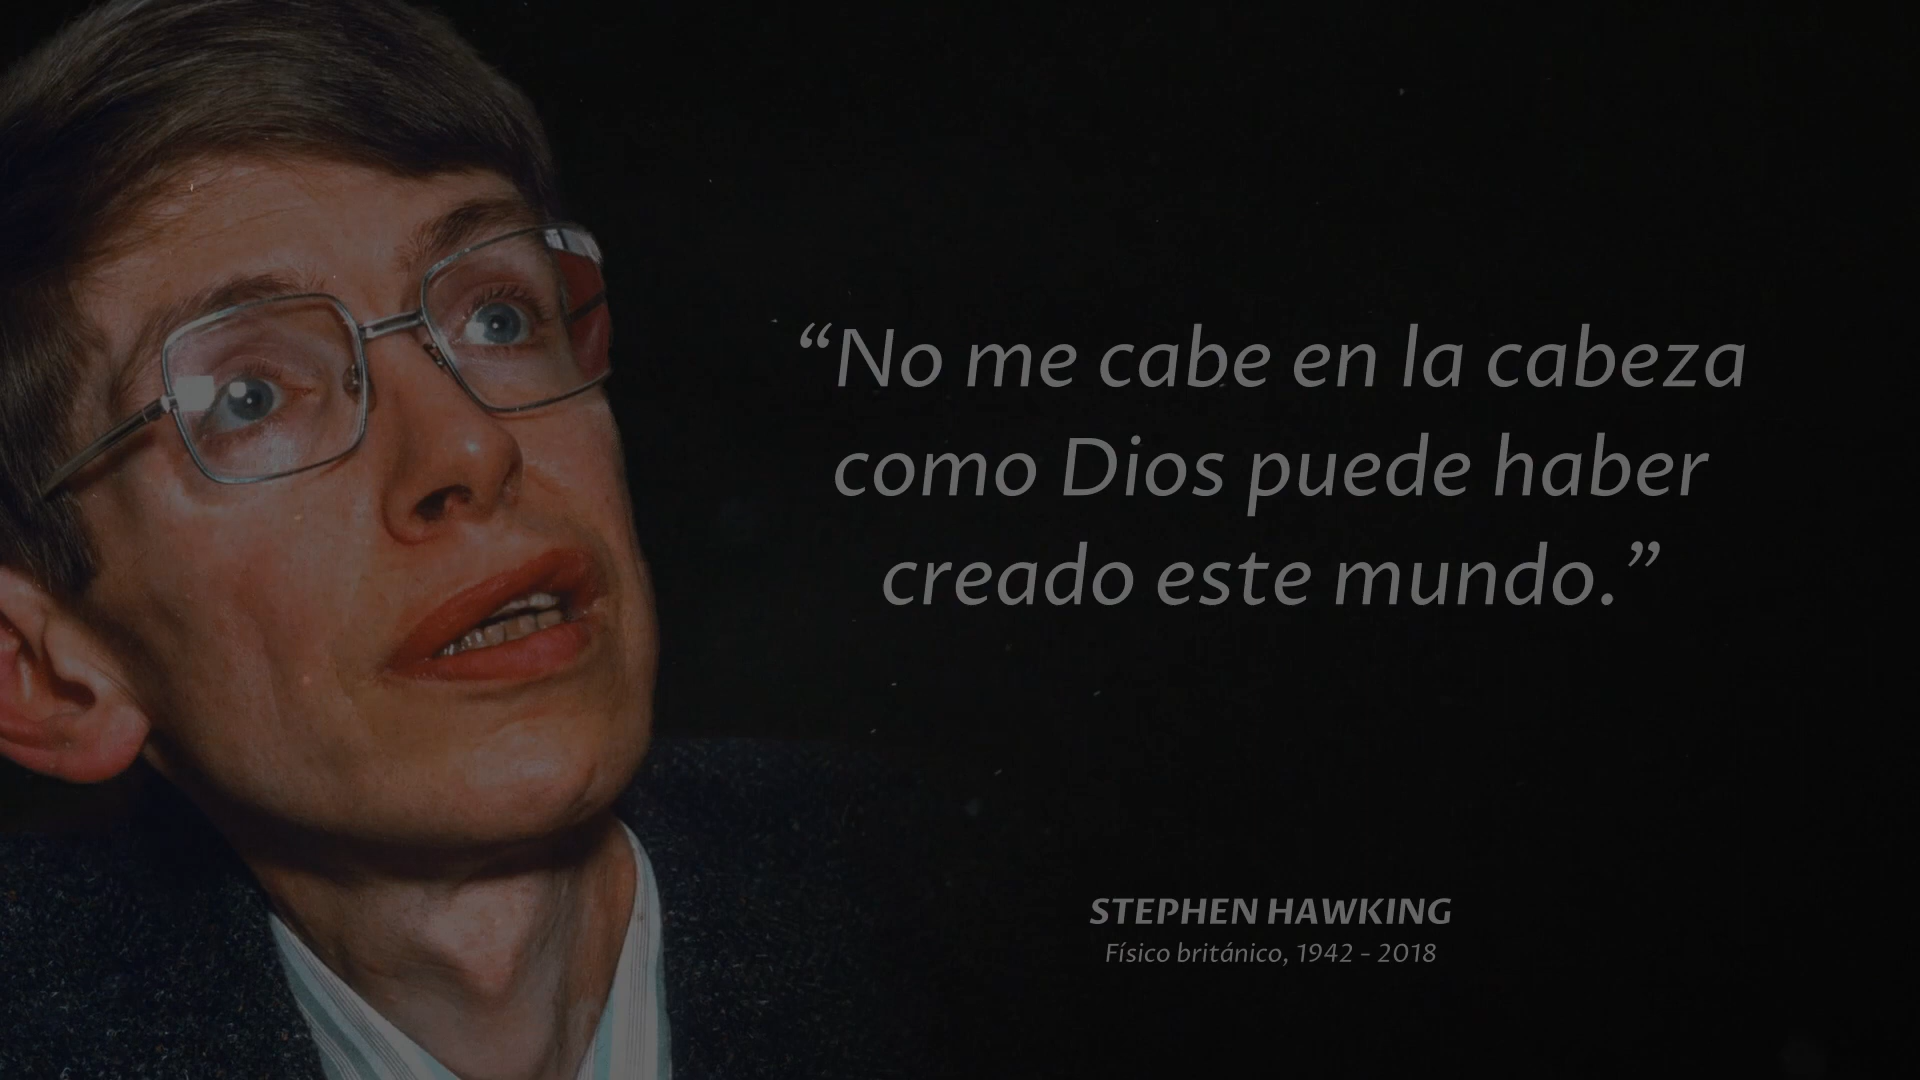 “No me cabe en la cabeza
como Dios puede haber
creado este mundo.”
STEPHEN HAWKING
Físico británico, 1942 - 2018